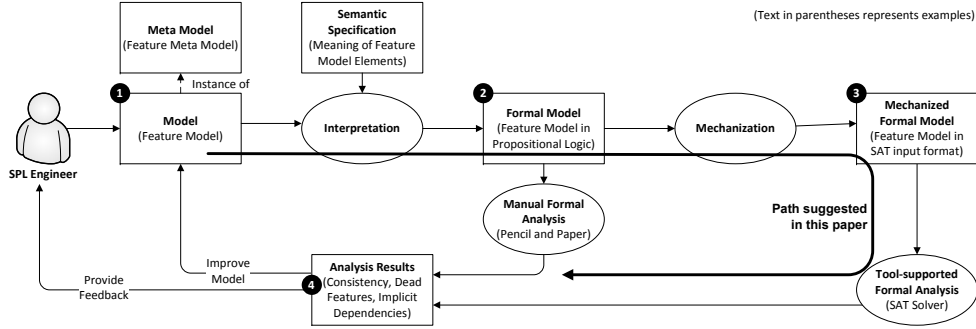 Meta Model
(Feature Meta Model)
Semantic
Specification
(Meaning of Feature
Model Elements)
(Text in parentheses represents examples)
Instance of
1
Model
(Feature Model)
Interpretation
2
Formal Model
(Feature Model in
Propositional Logic)
Mechanization
3
Mechanized
Formal Model
(Feature Model in
SAT input format)
SPL Engineer
Manual Formal
Analysis
(Pencil and Paper)
Path suggested
in this paper
Improve
Model
Provide
Feedback
4
Analysis Results
(Consistency, Dead
Features, Implicit
Dependencies)
Tool-supported
Formal Analysis
(SAT Solver)